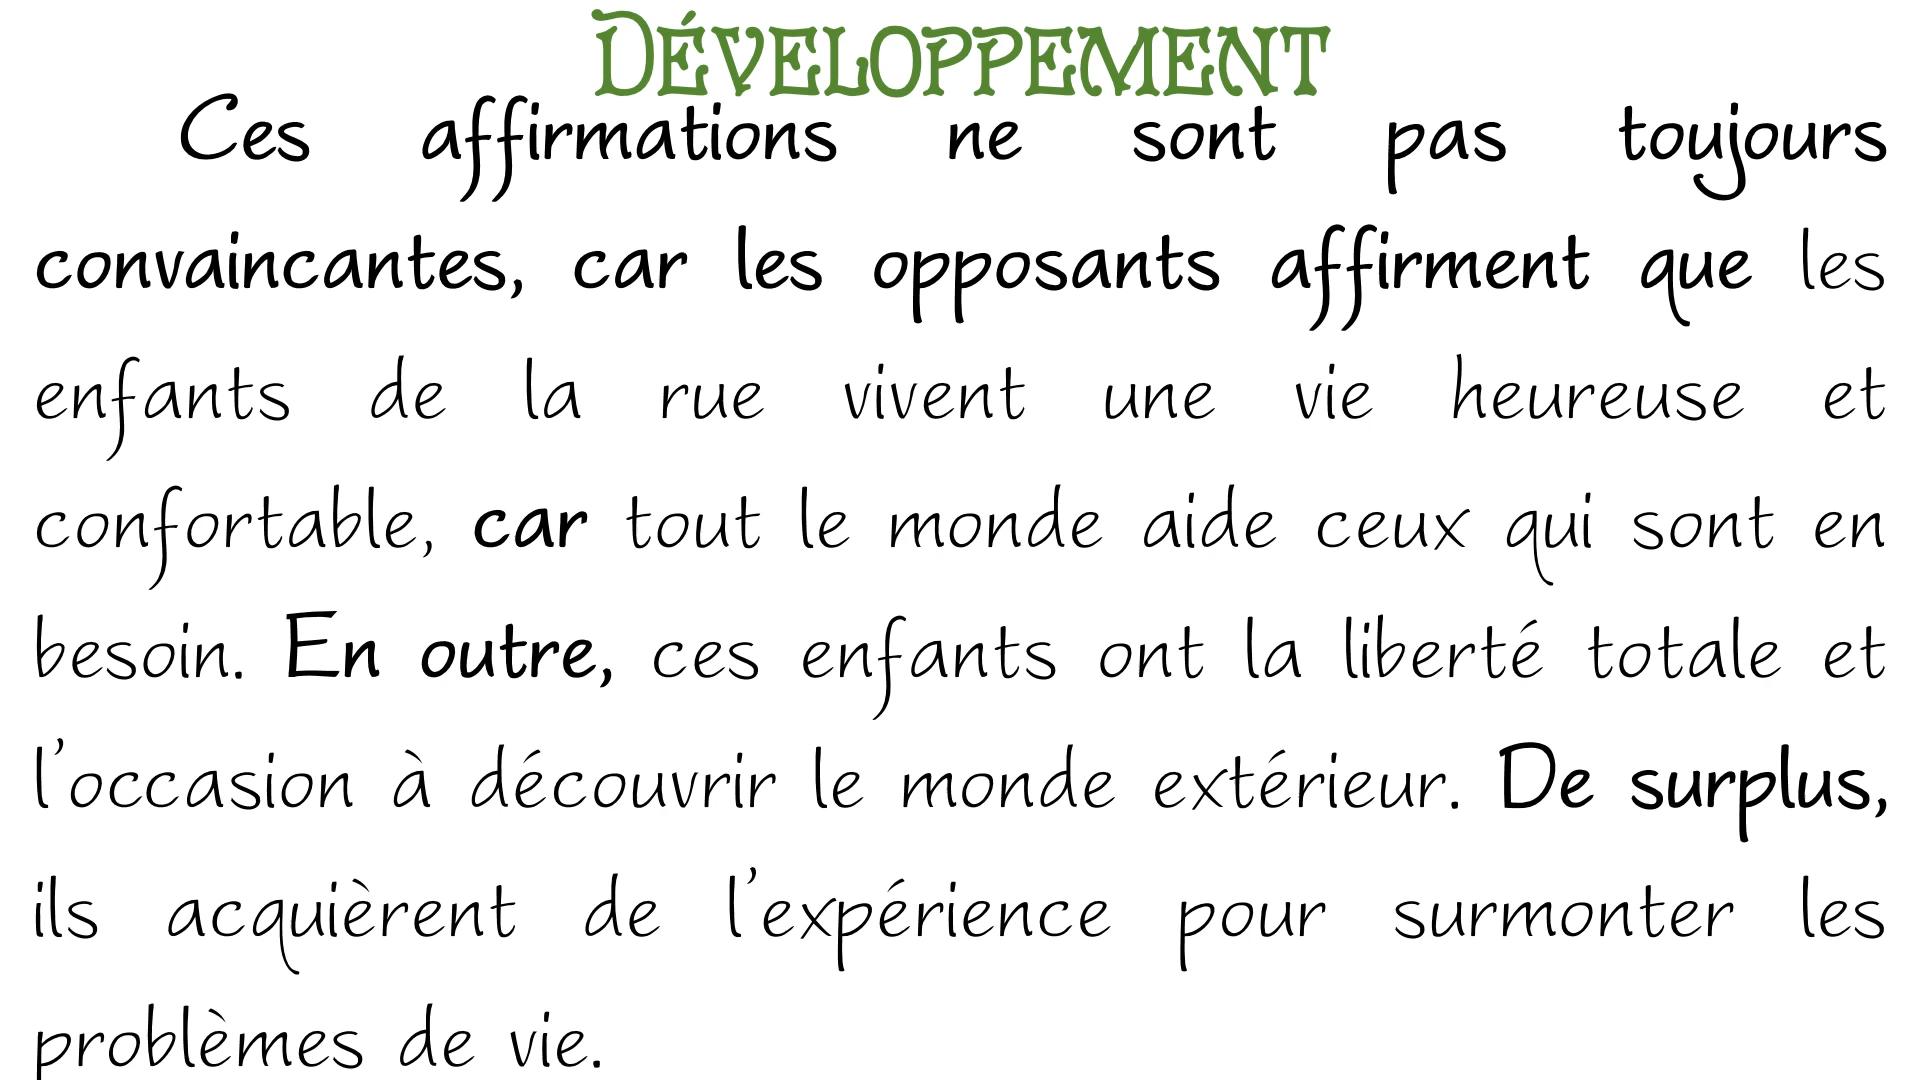 DÉVELOPPEMENT
Ces affirmations ne sont pas toujours
convaincantes, car les opposants affirment que les
enfants de la rue vivent une vie heureuse et
confortable, car tout le monde aide ceux qui sont en
besoin. En outre, ces enfants ont la liberté totale et
l'occasion à découvrir le monde extérieur. De surplus,
ils acquièrent de l'expérience pour surmonter les
problèmes de vie.